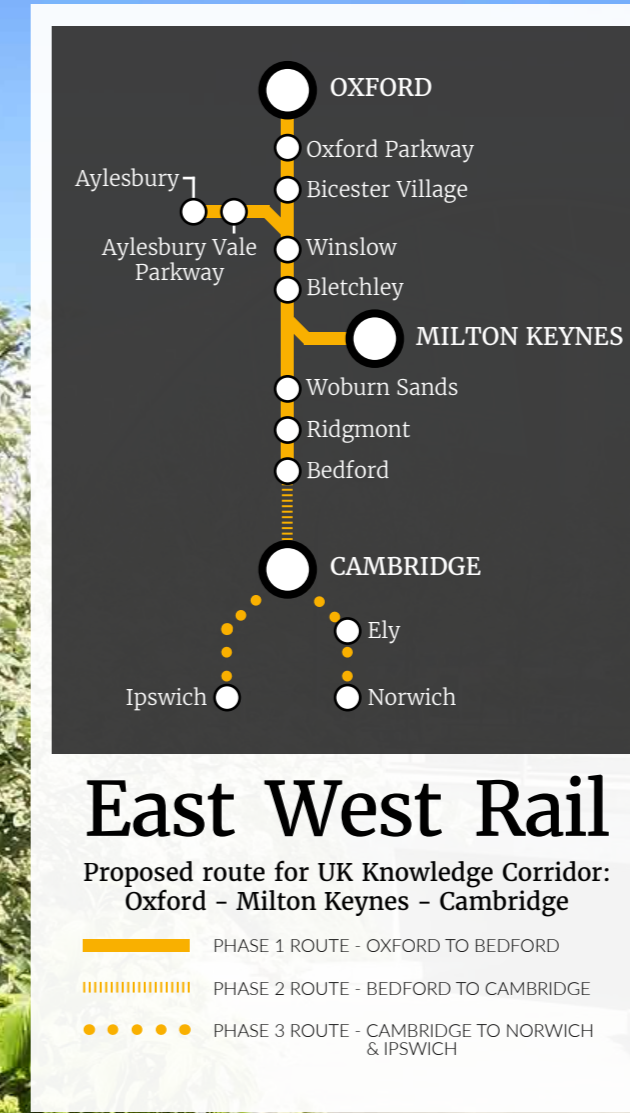 OXFORD
Oxford Parkway
Aylesbury
Bicester Village
Aylesbury Vale
Parkway
Winslow
Bletchley
MILTON KEYNES
Woburn Sands
Ridgmont
Bedford
CAMBRIDGE
Ely
Ipswich
Norwich
East West Rail
Proposed route for UK Knowledge Corridor:
Oxford - Milton Keynes - Cambridge
PHASE 1 ROUTE - OXFORD TO BEDFORD
PHASE 2 ROUTE - BEDFORD TO CAMBRIDGE
PHASE 3 ROUTE - CAMBRIDGE TO NORWICH
& IPSWICH